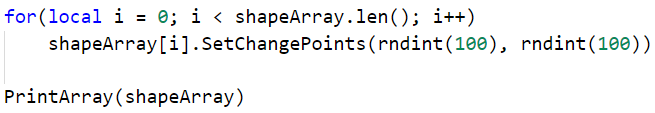 for(local i = 0; i < shapeArray.len(); i++)
    shapeArray[i].SetChangePoints(rndint(100), rndint(100))
PrintArray(shapeArray)